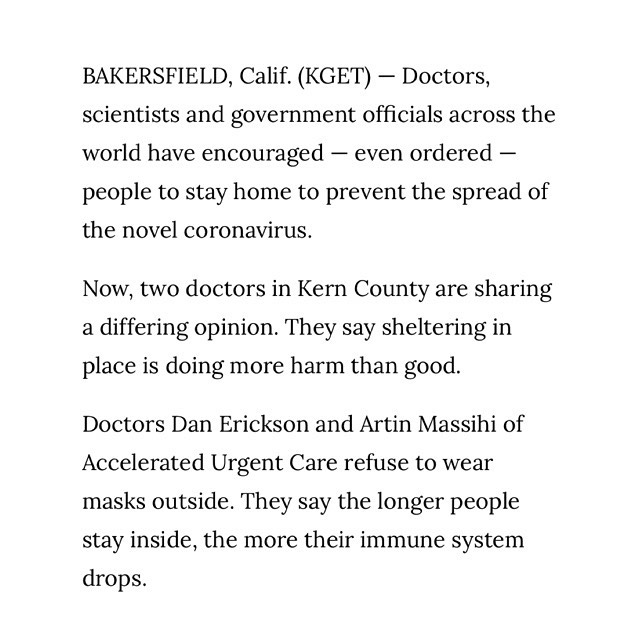 BAKERSFIELD, Calif. (KGET) — Doctors,
scientists and government officials across the
world have encouraged — even ordered —
people to stay home to prevent the spread of
the novel coronavirus.
Now, two doctors in Kern County are sharing
a differing opinion. They say sheltering in
place is doing more harm than good.
Doctors Dan Erickson and Artin Massihi of
Accelerated Urgent Care refuse to wear
masks outside. They say the longer people
stay inside, the more their immune system
drops.